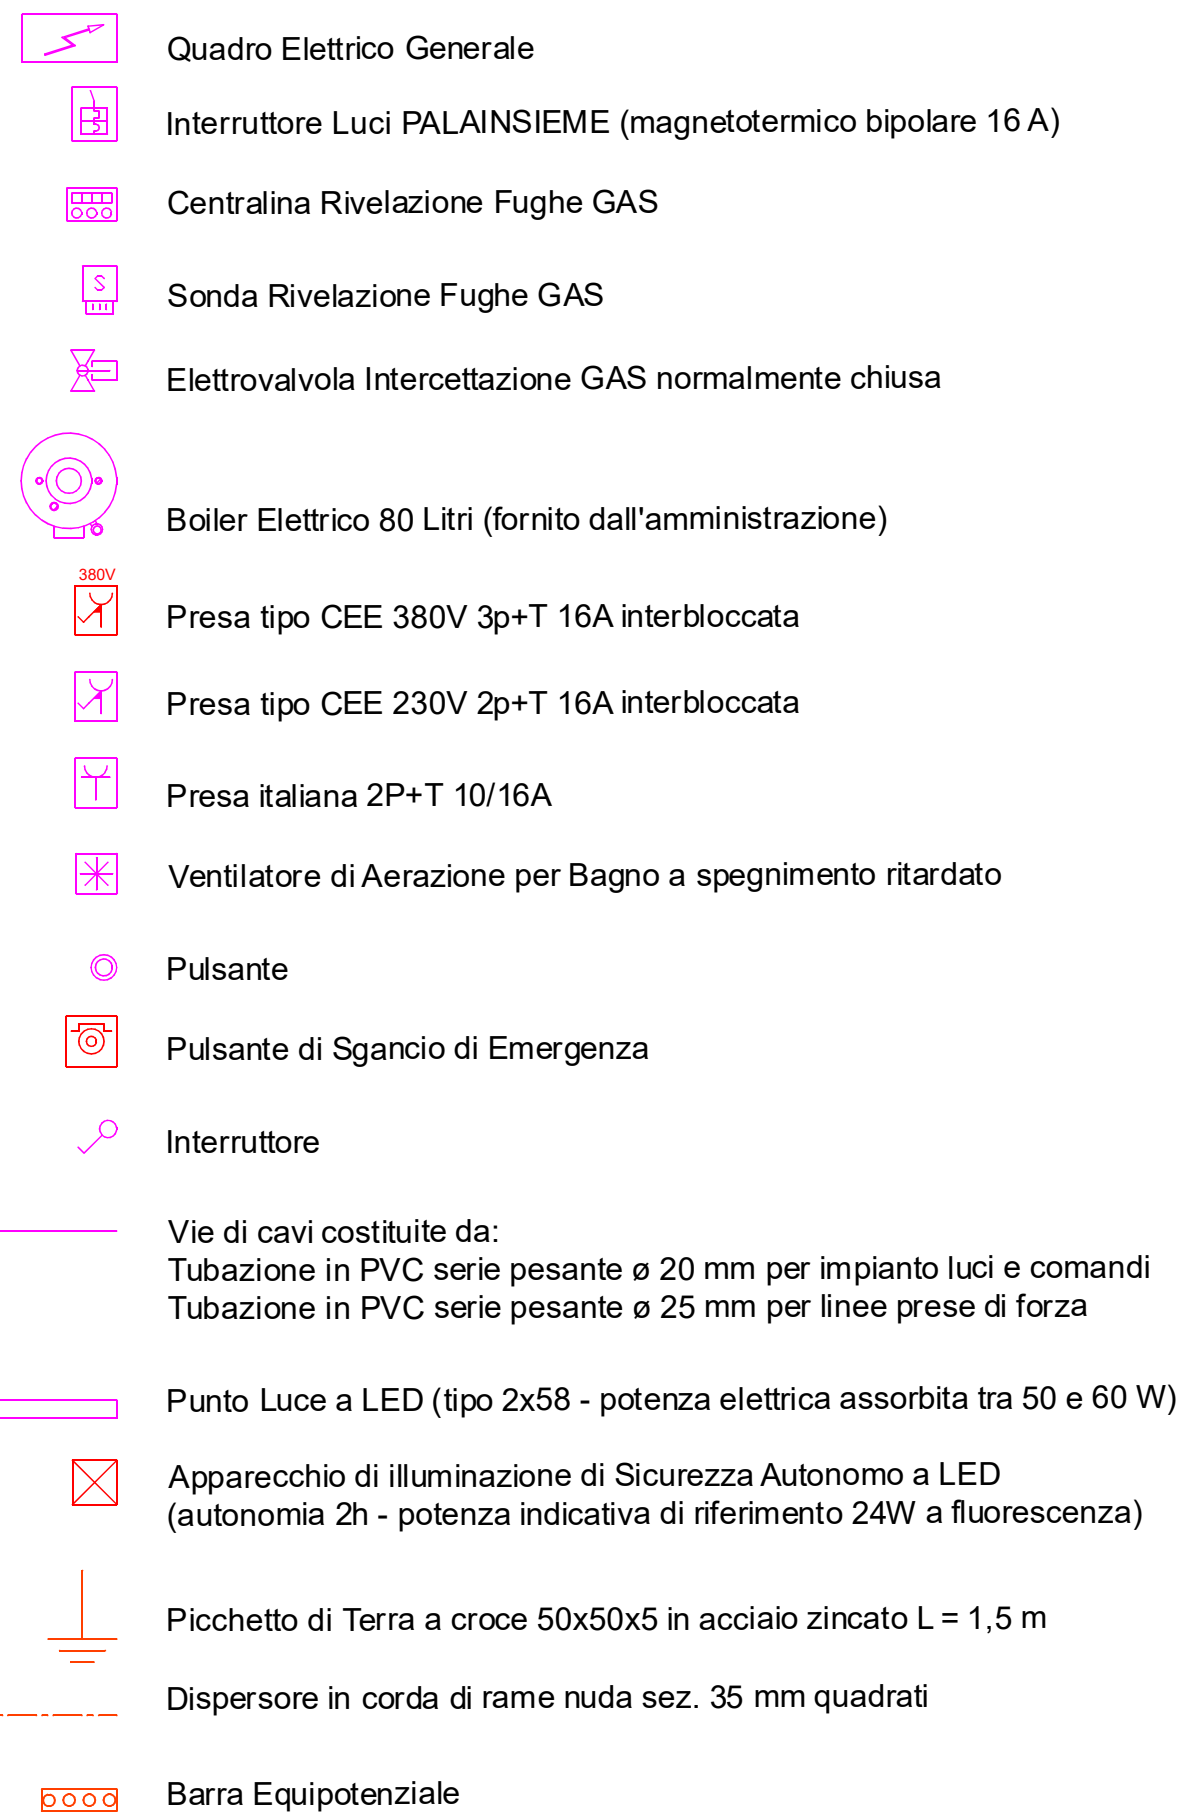 Quadro Elettrico Generale
Interruttore Luci PALAINSIEME (magnetotermico bipolare 16 A)
Centralina Rivelazione Fughe GAS
S
Sonda Rivelazione Fughe GAS
Elettrovalvola Intercettazione GAS normalmente chiusa
Boiler Elettrico 80 Litri (fornito dall'amministrazione)
380V
Presa tipo CEE 380V 3p+T 16A interbloccata
Presa tipo CEE 230V 2p+T 16A interbloccata
Presa italiana 2P+T 10/16A
Ventilatore di Aerazione per Bagno a spegnimento ritardato
Pulsante
Pulsante di Sgancio di Emergenza
Interruttore
Vie di cavi costituite da:
Tubazione in PVC serie pesante ø 20 mm per impianto luci e comandi
Tubazione in PVC serie pesante ø 25 mm per linee prese di forza
Punto Luce a LED (tipo 2x58 - potenza elettrica assorbita tra 50 e 60 W)
Apparecchio di illuminazione di Sicurezza Autonomo a LED
(autonomia 2h - potenza indicativa di riferimento 24W a fluorescenza)
Picchetto di Terra a croce 50x50x5 in acciaio zincato L = 1,5 m
Dispersore in corda di rame nuda sez. 35 mm quadrati
Barra Equipotenziale